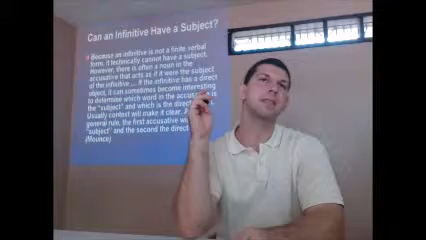 Can an Infinitive Have a Subject?
Because an infinitive is not a finite verbal
form, it technically cannot have a subject.
However, there is often a noun in the
accusative that acts as if it were the subject
of the infinitive ... If the infinitive has a direct
object, it can sometimes become interesting
to determine which word in the accusative is
the "subject" and which is the direct
Usually context will make it clear.
general rule, the first accusative wi
"subject" and the second the direct
(Mounce)